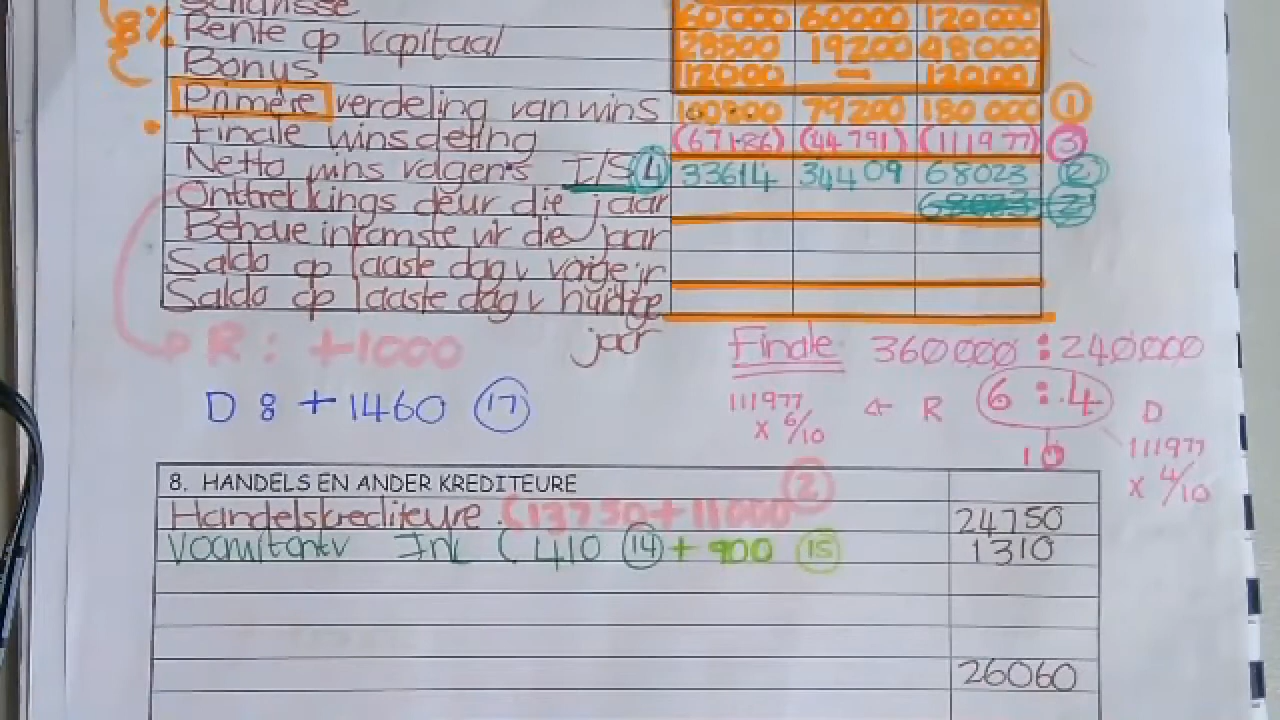 8% Rente op kapitaal 60000 60000 120000
28800 19200 48000
Bonus 12000 — 12000
Primêre verdeling van wins 100800 79200 180000 1
Finale winsdeling (67186) (44791) (111977) 3
Netto wins volgens I/S 4 33614 34409 68023 2
Onttrekkings deur die jaar 68023 2
Behoue inkomste vir die jaar
Saldo op laaste dag v vorige jr
Saldo op laaste dag v huidige
jaar
R : +1000
Finale 360000 : 240000
D : +1460 17
111977 x 6/10 ← R 6 : 4 D
10
111977 x 4/10
8. HANDELS EN ANDER KREDITEURE
Handelskrediteure (13750 + 11000 2 24750
Ink (410 14 + 900 15 1310
26060